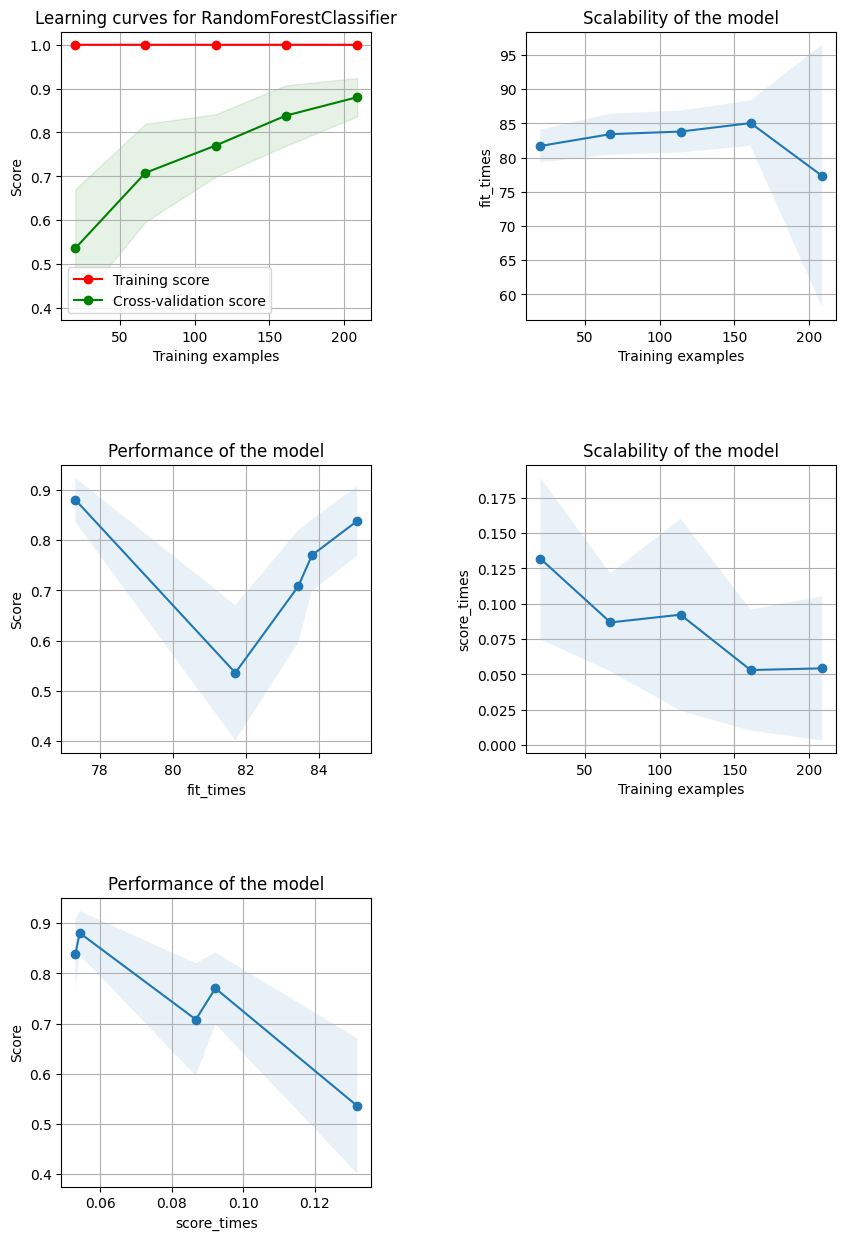 Learning curves for RandomForestClassifier
1.0
0.9
0.8
0.7
0.6
0.5
0.4
Score
Training score
Cross-validation score
50 100 150 200
Training examples
Scalability of the model
95
90
85
80
75
70
65
60
fit_times
50 100 150 200
Training examples
Performance of the model
0.9
0.8
0.7
0.6
0.5
0.4
Score
78 80 82 84
fit_times
Scalability of the model
0.175
0.150
0.125
0.100
0.075
0.050
0.025
0.000
score_times
50 100 150 200
Training examples
Performance of the model
0.9
0.8
0.7
0.6
0.5
0.4
Score
0.06 0.08 0.10 0.12
score_times